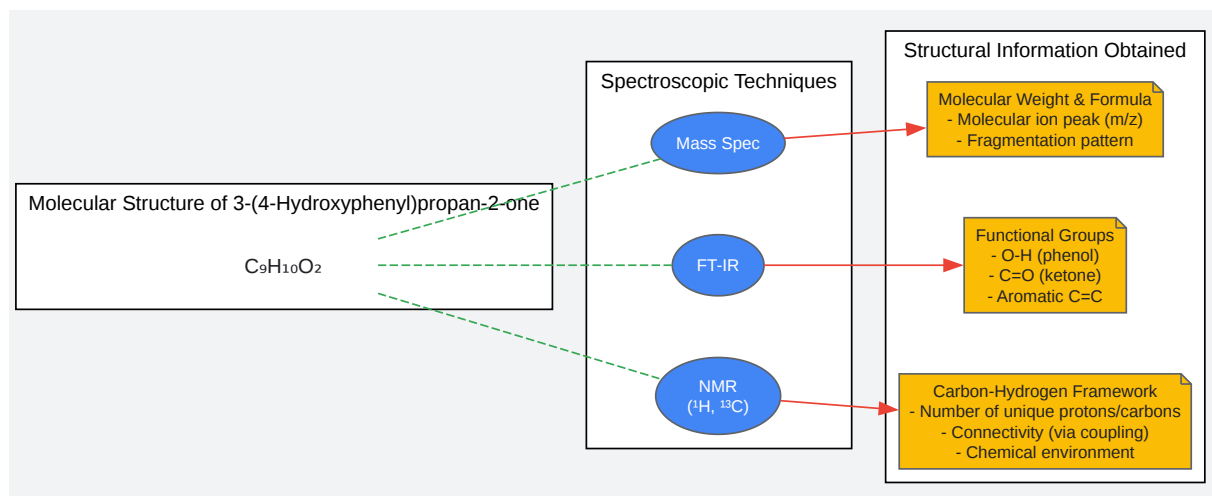 Molecular Structure of 3-(4-Hydroxyphenyl)propan-2-one
C₉H₁₀O₂
Spectroscopic Techniques
Mass Spec
FT-IR
NMR
(¹H, ¹³C)
Structural Information Obtained
Molecular Weight & Formula
- Molecular ion peak (m/z)
- Fragmentation pattern
Functional Groups
- O-H (phenol)
- C=O (ketone)
- Aromatic C=C
Carbon-Hydrogen Framework
- Number of unique protons/carbons
- Connectivity (via coupling)
- Chemical environment